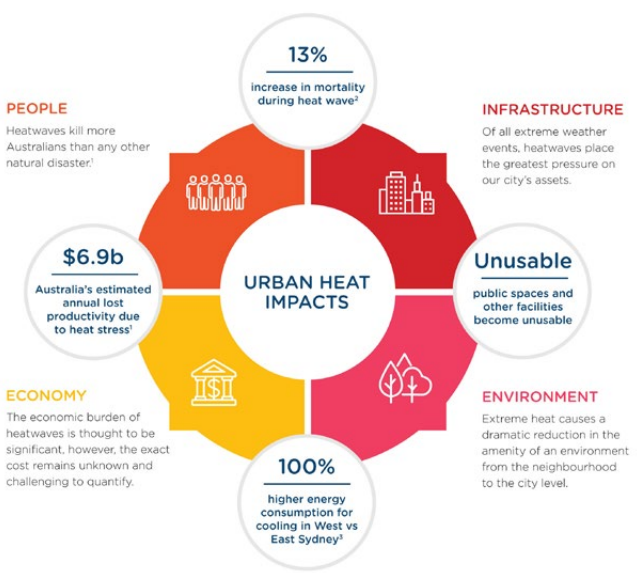 13%
increase in mortality
during heat wave²
PEOPLE
Heatwaves kill more
Australians than any other
natural disaster.¹
INFRASTRUCTURE
Of all extreme weather
events, heatwaves place
the greatest pressure on
our city's assets.
$6.9b
Australia's estimated
annual lost
productivity due
to heat stress¹
URBAN HEAT
IMPACTS
Unusable
public spaces and
other facilities
become unusable
$
ECONOMY
The economic burden of
heatwaves is thought to be
significant, however, the exact
cost remains unknown and
challenging to quantify.
ENVIRONMENT
Extreme heat causes a
dramatic reduction in the
amenity of an environment
from the neighbourhood
to the city level.
100%
higher energy
consumption for
cooling in West vs
East Sydney³